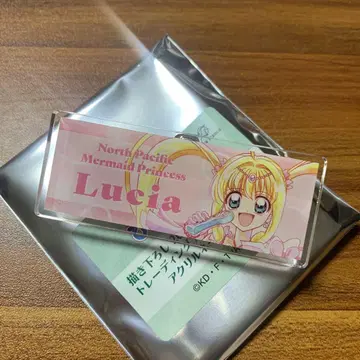 North Pacific
Mermaid Princess
Lucia
描き下ろし
トレーディング
アクリル
©KD・F・T